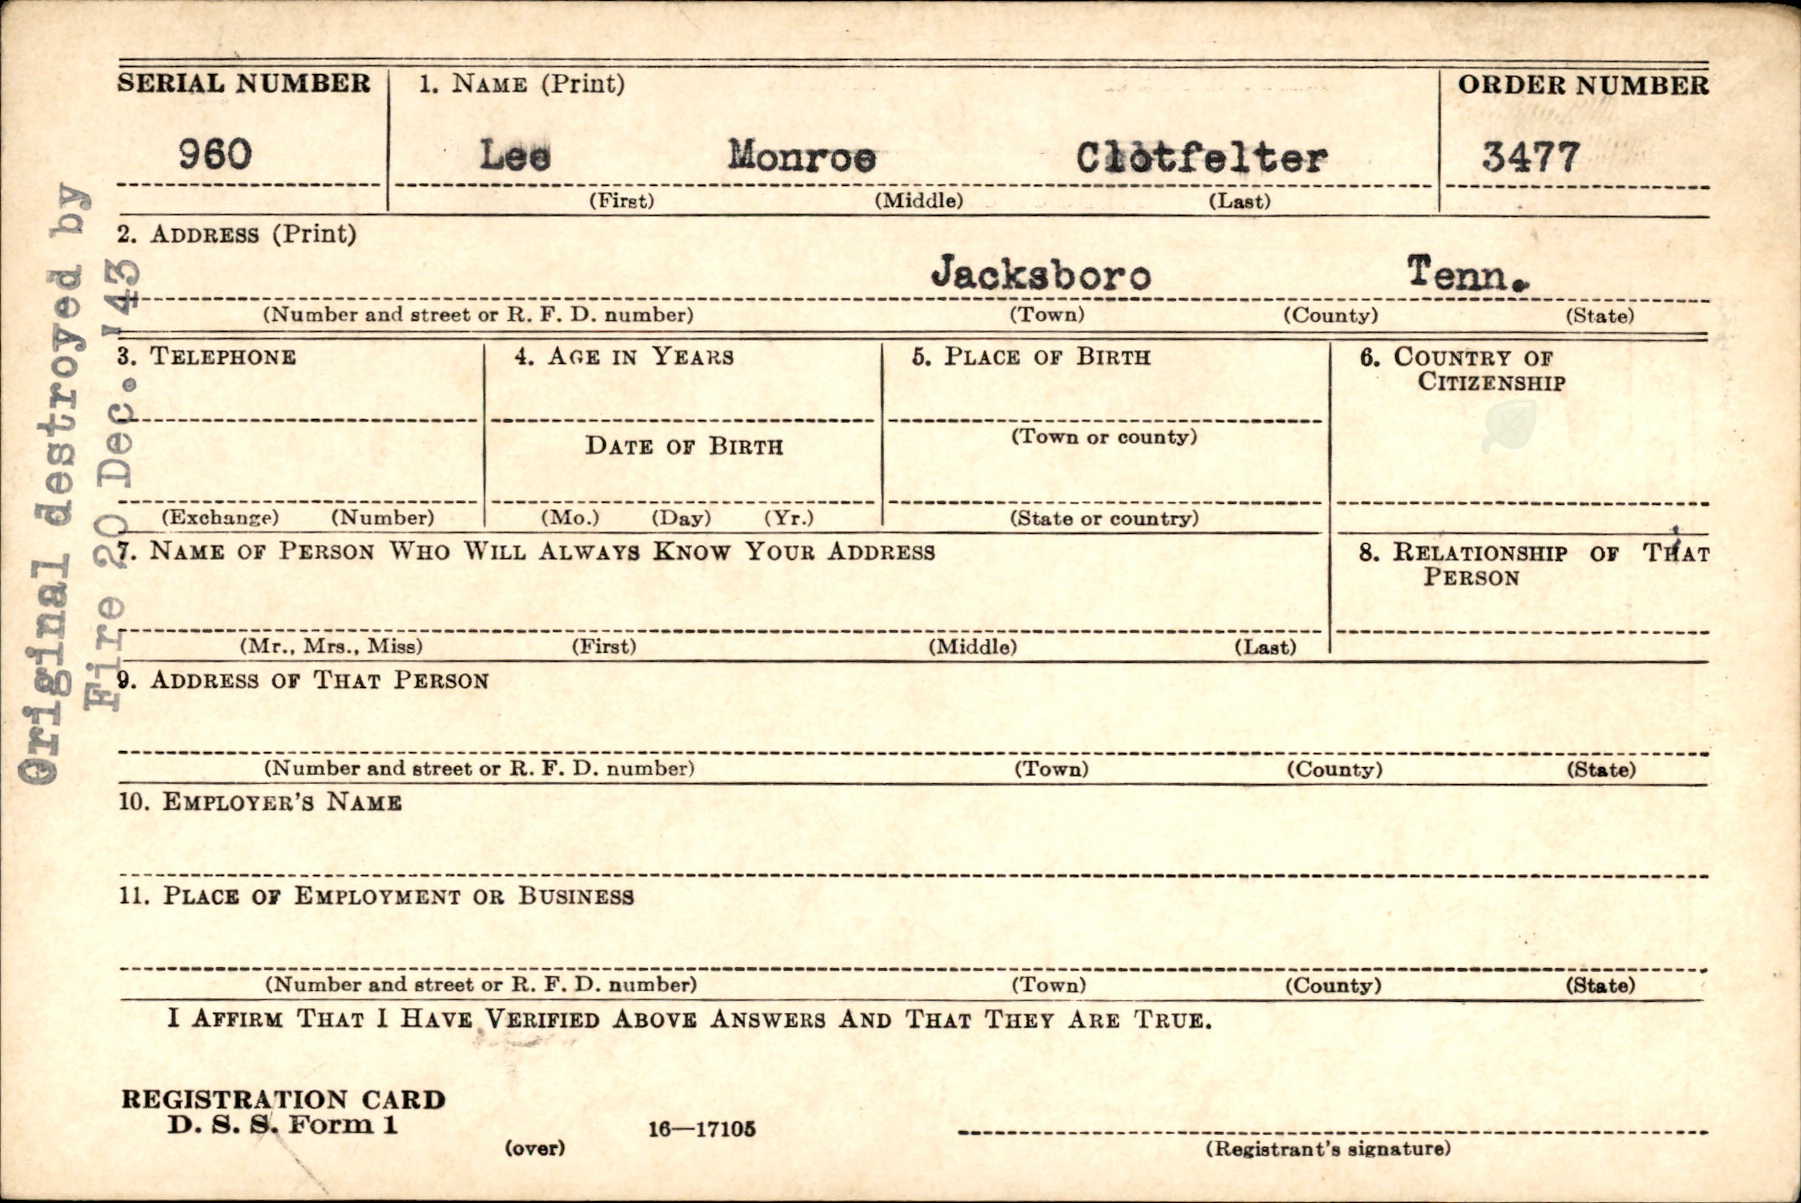 SERIAL NUMBER 1. NAME (Print) ORDER NUMBER
960 Lee Monroe Clotfelter 3477
(First) (Middle) (Last)
2. ADDRESS (Print)
Jacksboro Tenn.
(Number and street or R. F. D. number) (Town) (County) (State)
3. TELEPHONE 4. AGE IN YEARS 5. PLACE OF BIRTH 6. COUNTRY OF
CITIZENSHIP
(Town or county)
DATE OF BIRTH
(Exchange) (Number) (Mo.) (Day) (Yr.) (State or country)
7. NAME OF PERSON WHO WILL ALWAYS KNOW YOUR ADDRESS 8. RELATIONSHIP OF THAT
PERSON
(Mr., Mrs., Miss) (First) (Middle) (Last)
9. ADDRESS OF THAT PERSON
(Number and street or R. F. D. number) (Town) (County) (State)
10. EMPLOYER'S NAME
11. PLACE OF EMPLOYMENT OR BUSINESS
(Number and street or R. F. D. number) (Town) (County) (State)
I AFFIRM THAT I HAVE VERIFIED ABOVE ANSWERS AND THAT THEY ARE TRUE.
REGISTRATION CARD
D. S. S. Form 1
(over) 16—17105
(Registrant's signature)
Original destroyed by
Fire 20 Dec. '43